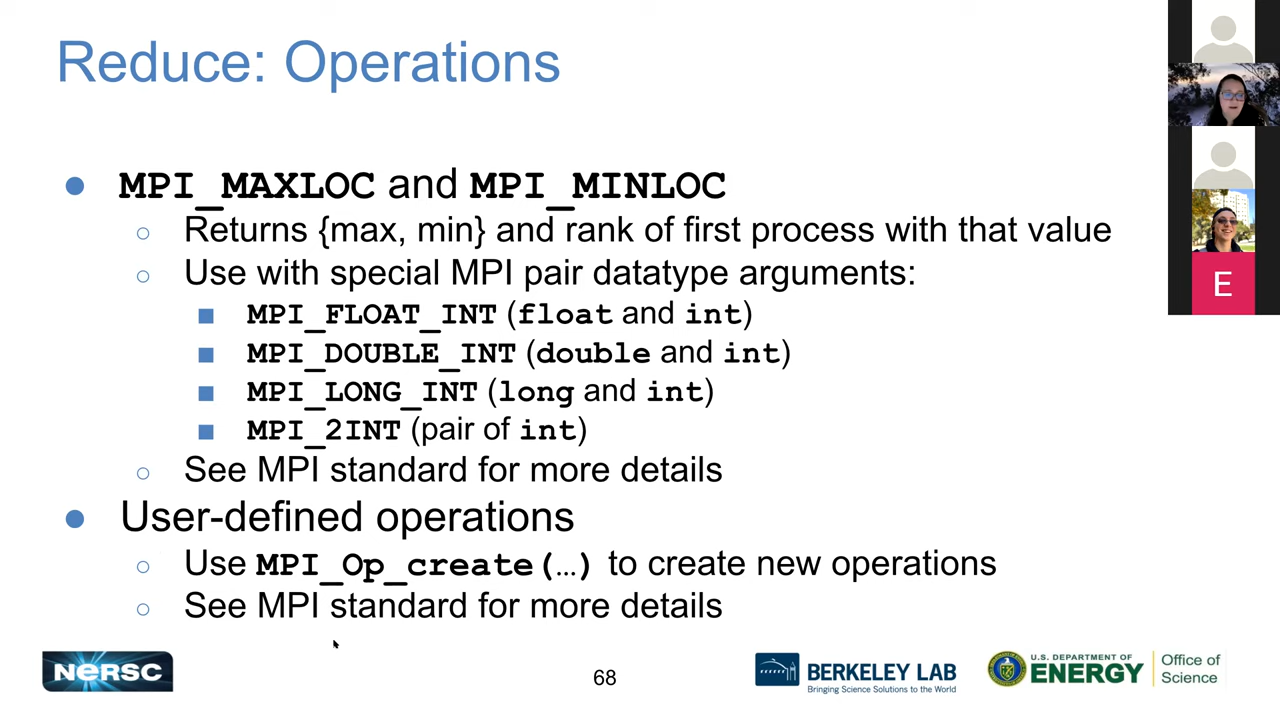 Reduce: Operations
● MPI_MAXLOC and MPI_MINLOC
○ Returns {max, min} and rank of first process with that value
○ Use with special MPI pair datatype arguments:
■ MPI_FLOAT_INT (float and int)
■ MPI_DOUBLE_INT (double and int)
■ MPI_LONG_INT (long and int)
■ MPI_2INT (pair of int)
○ See MPI standard for more details
● User-defined operations
○ Use MPI_Op_create(…) to create new operations
○ See MPI standard for more details
E
NERSC
68
BERKELEY LAB
Bringing Science Solutions to the World
U.S. DEPARTMENT OF
ENERGY
Office of
Science